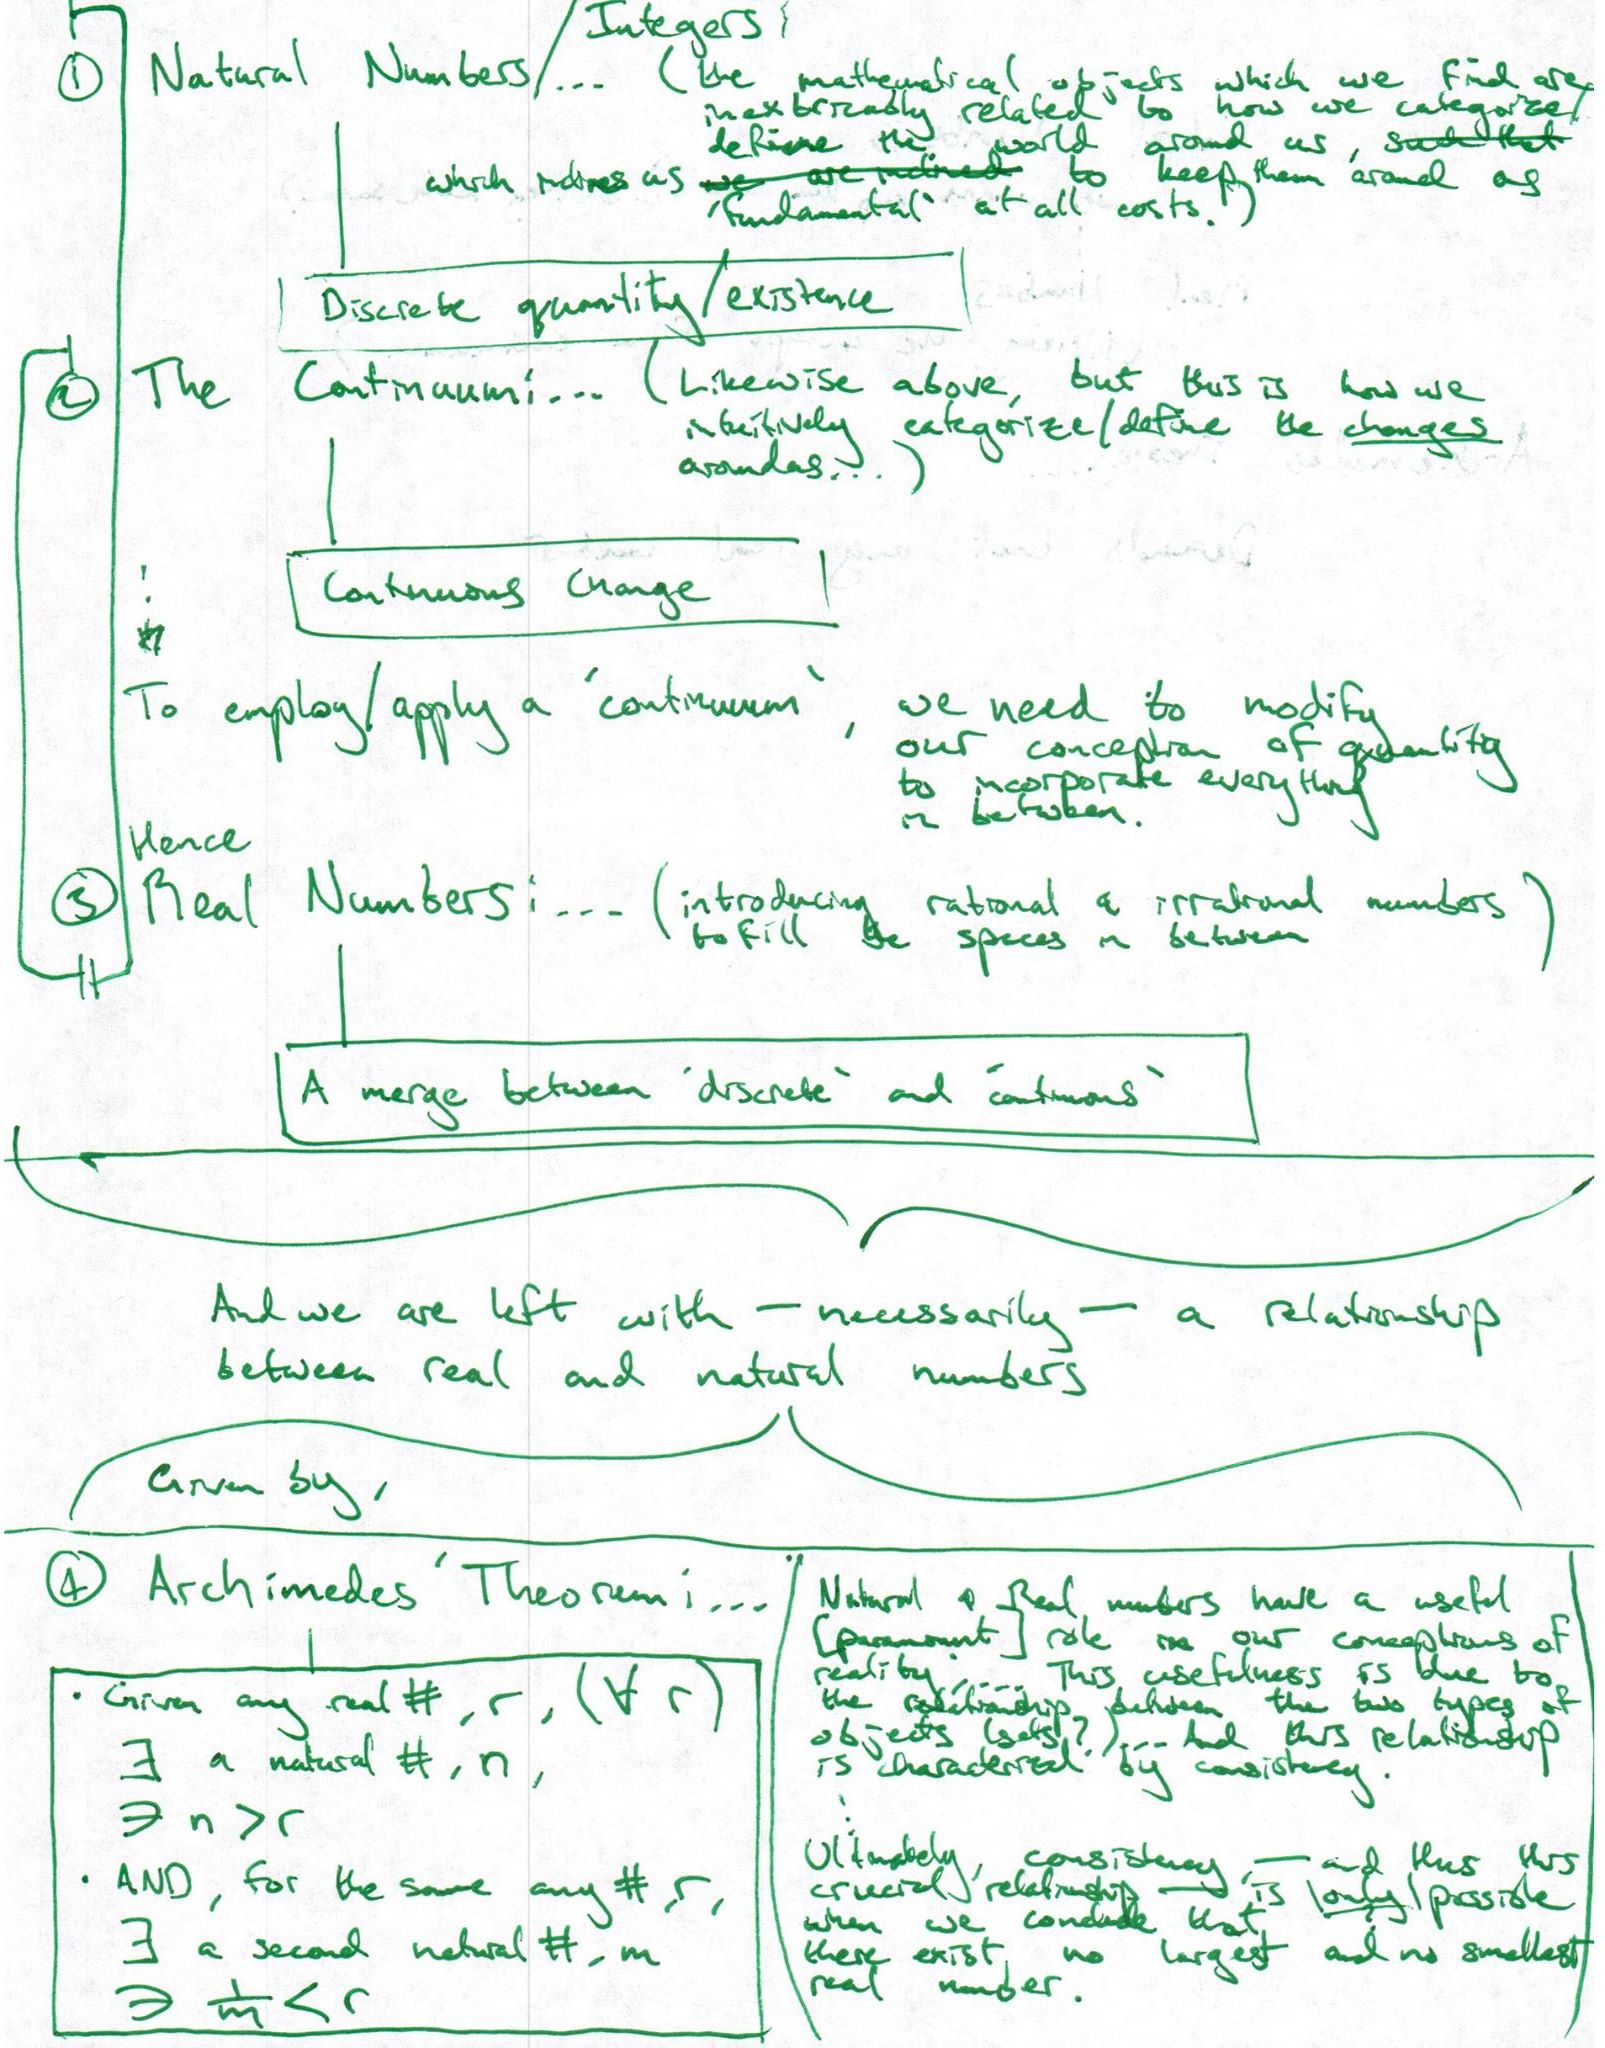 Integers:
① Natural Numbers/... (the mathematical objects which we find are
inextricably related to how we categorize/
define the world around us, such that
which inclines us we are inclined to keep them around as
'fundamental' at all costs.)
Discrete quantity/existence
② The Continuum:... (Likewise above, but this is how we
intuitively categorize/define the changes
around us...)
Continuous Change
To employ/apply a 'continuum', we need to modify
our conception of quantity
to incorporate everything
in between.
Hence
③ Real Numbers:... (introducing rational & irrational numbers
to fill the spaces in between)
A merge between 'discrete' and 'continuous'
And we are left with — necessarily — a relationship
between real and natural numbers
Given by,
④ Archimedes' Theorem:...
• Given any real #, r, (∀ r)
∃ a natural #, n,
∋ n > r
• AND, for the same any #, r,
∃ a second natural #, m
∋ 1/m < r
(Natural & Real numbers have a useful
[paramount] role in our conceptions of
reality,.... This usefulness is due to
the relationship between the two types of
objects (sets?).... And this relationship
is characterized by consistency.
Ultimately, consistency, — and thus this
crucial relationship — is |only| possible
when we conclude that
there exist no largest and no smallest
real number.)